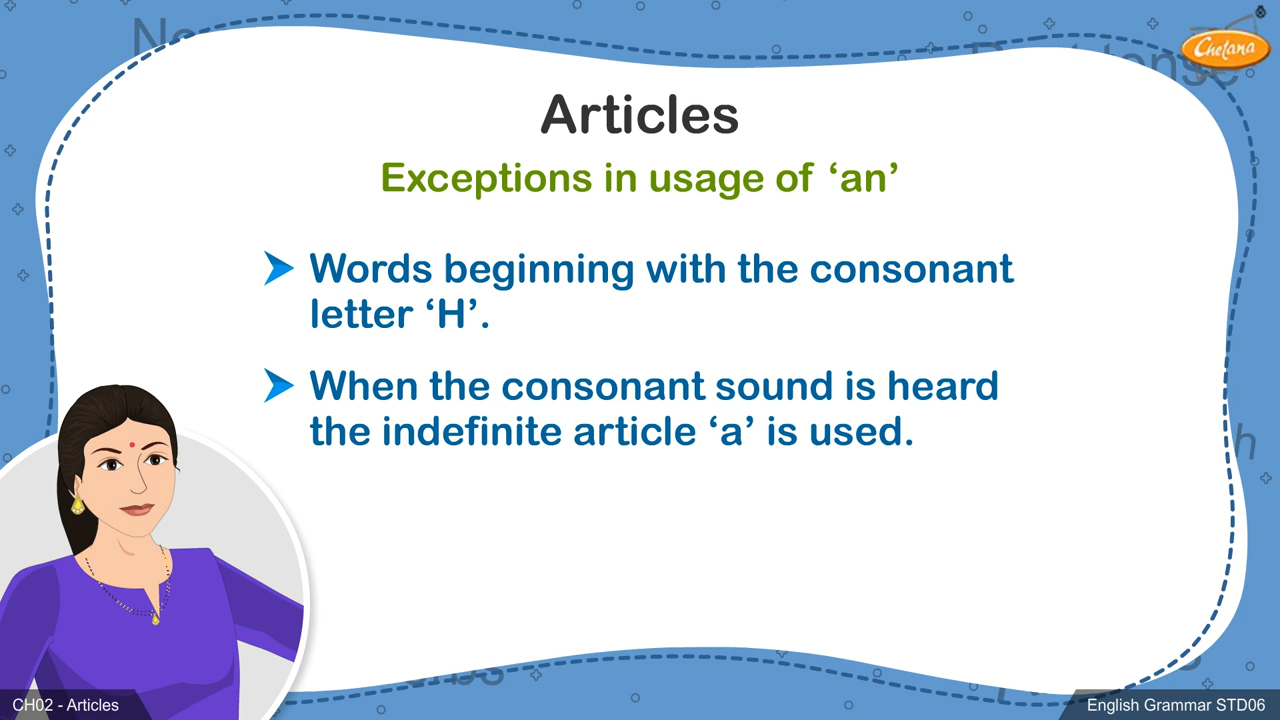 Chetana
Articles
Exceptions in usage of ‘an’
Words beginning with the consonant
letter ‘H’.
When the consonant sound is heard
the indefinite article ‘a’ is used.
CH02 - Articles
English Grammar STD06